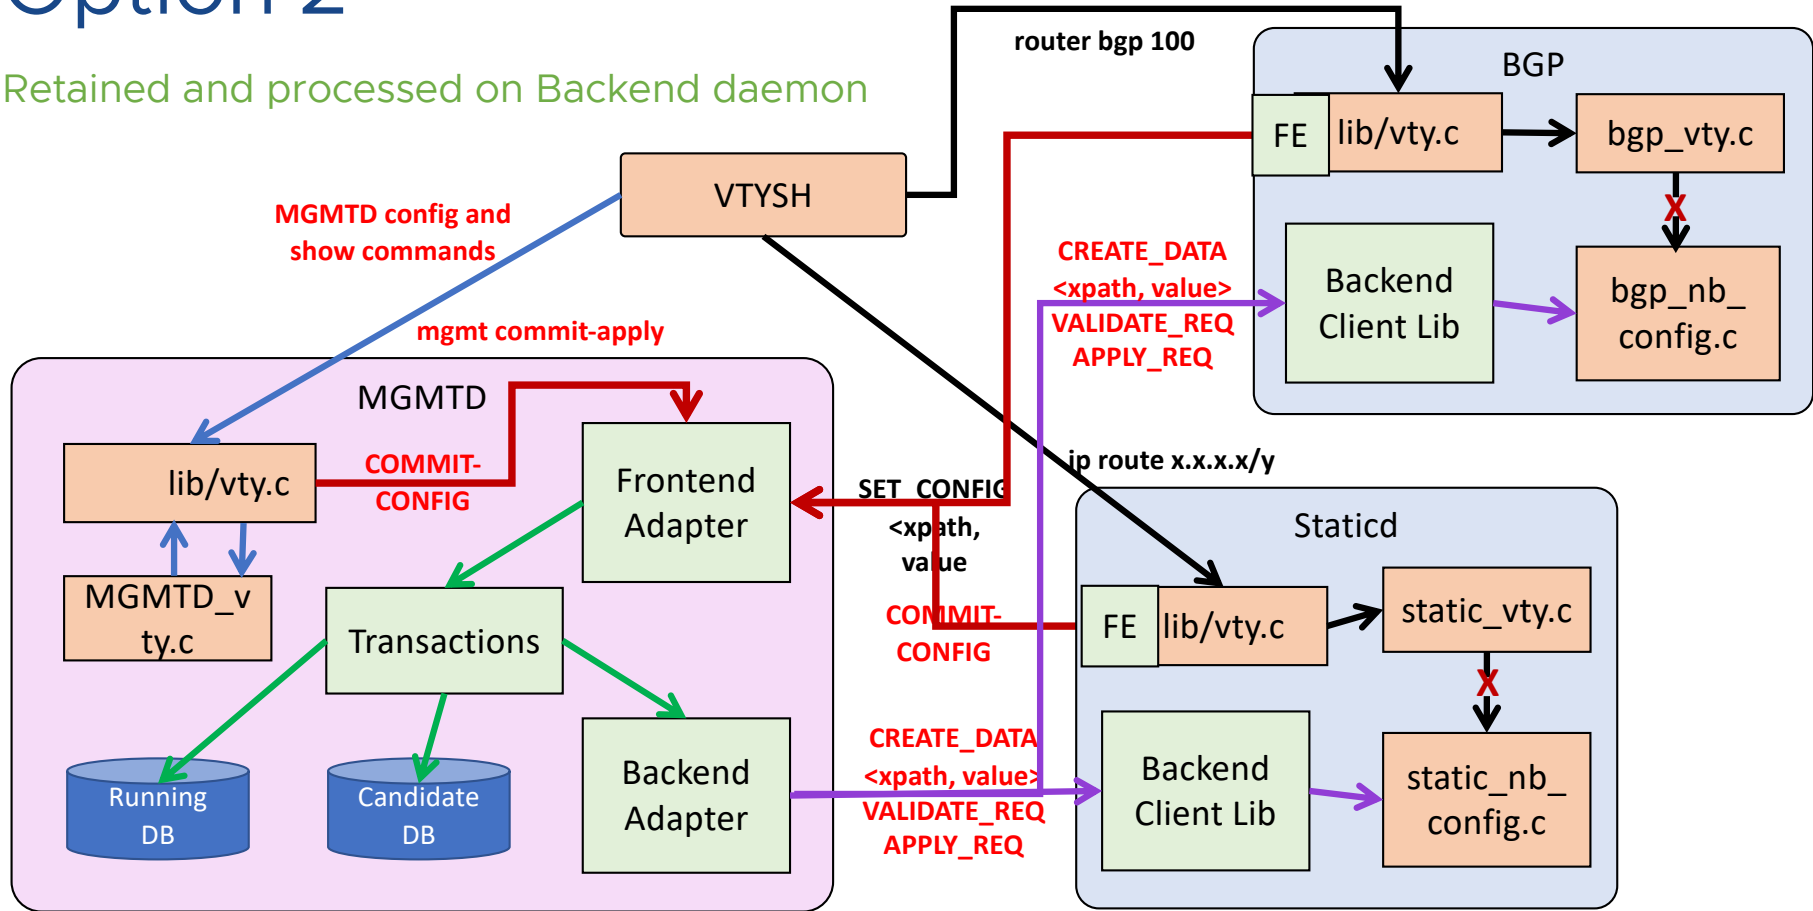 Option 2
Retained and processed on Backend daemon
router bgp 100
BGP
FE
lib/vty.c
bgp_vty.c
X
VTYSH
MGMTD config and
show commands
mgmt commit-apply
CREATE_DATA
<xpath, value>
VALIDATE_REQ
APPLY_REQ
Backend
Client Lib
bgp_nb_
config.c
MGMTD
lib/vty.c
COMMIT-
CONFIG
Frontend
Adapter
SET_CONFIG
<xpath,
value
ip route x.x.x.x/y
Staticd
MGMTD_v
ty.c
Transactions
COMMIT-
CONFIG
FE
lib/vty.c
static_vty.c
X
Running
DB
Candidate
DB
Backend
Adapter
CREATE_DATA
<xpath, value>
VALIDATE_REQ
APPLY_REQ
Backend
Client Lib
static_nb_
config.c